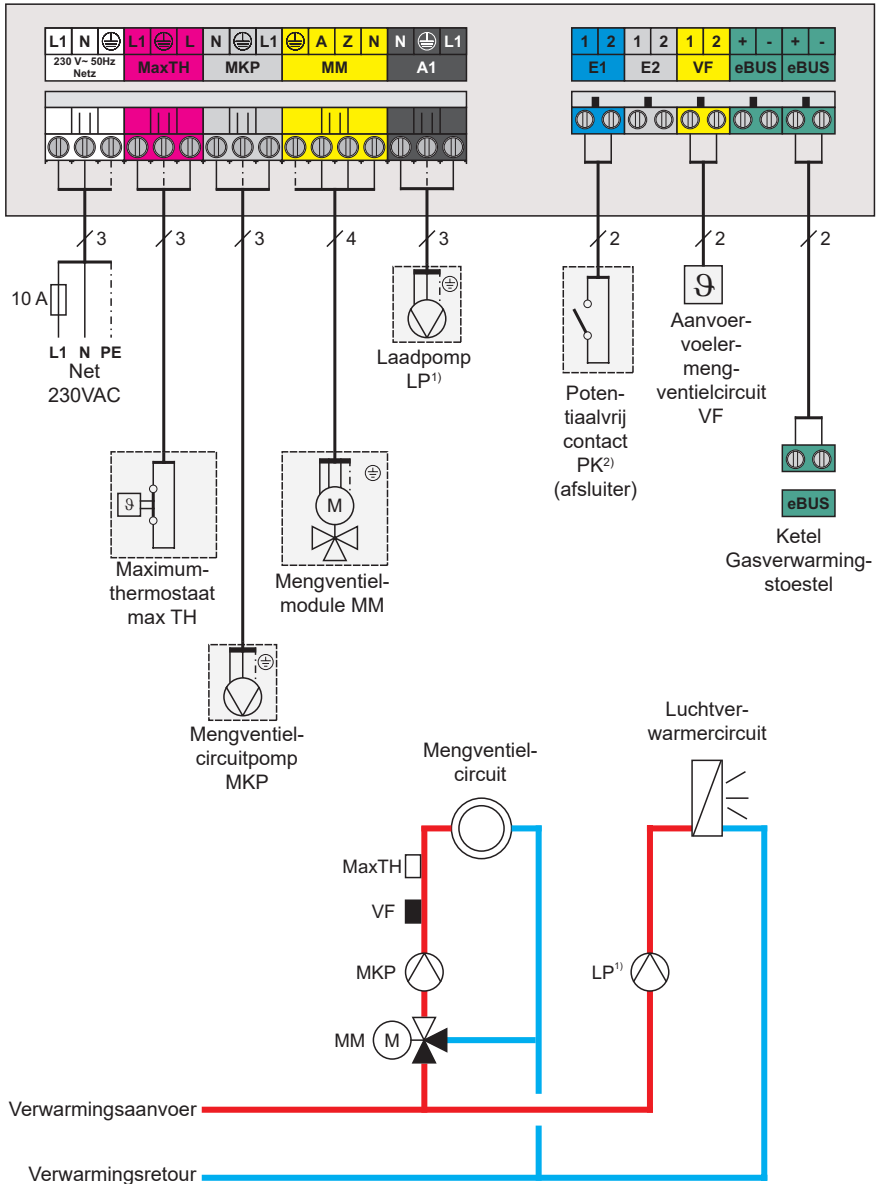 L1 N L1 L N L1 A Z N N L1
230 V~ 50Hz
Netz
MaxTH MKP MM A1
1 2 1 2 1 2 + - + -
E1 E2 VF eBUS eBUS
3 3 3 4 3 2 2 2
10 A
L1 N PE
Net
230VAC
Laadpomp
LP1)
Poten-
tiaalvrij
contact
PK2)
(afsluiter)
ϑ
Aanvoer-
voeler-
meng-
ventielcircuit
VF
eBUS
Ketel
Gasverwarming-
stoestel
ϑ
Maximum-
thermostaat
max TH
M
Mengventiel-
module MM
Mengventiel-
circuitpomp
MKP
Mengventiel-
circuit
Luchtver-
warmercircuit
MaxTH
VF
MKP
LP1)
MM M
Verwarmingsaanvoer
Verwarmingsretour